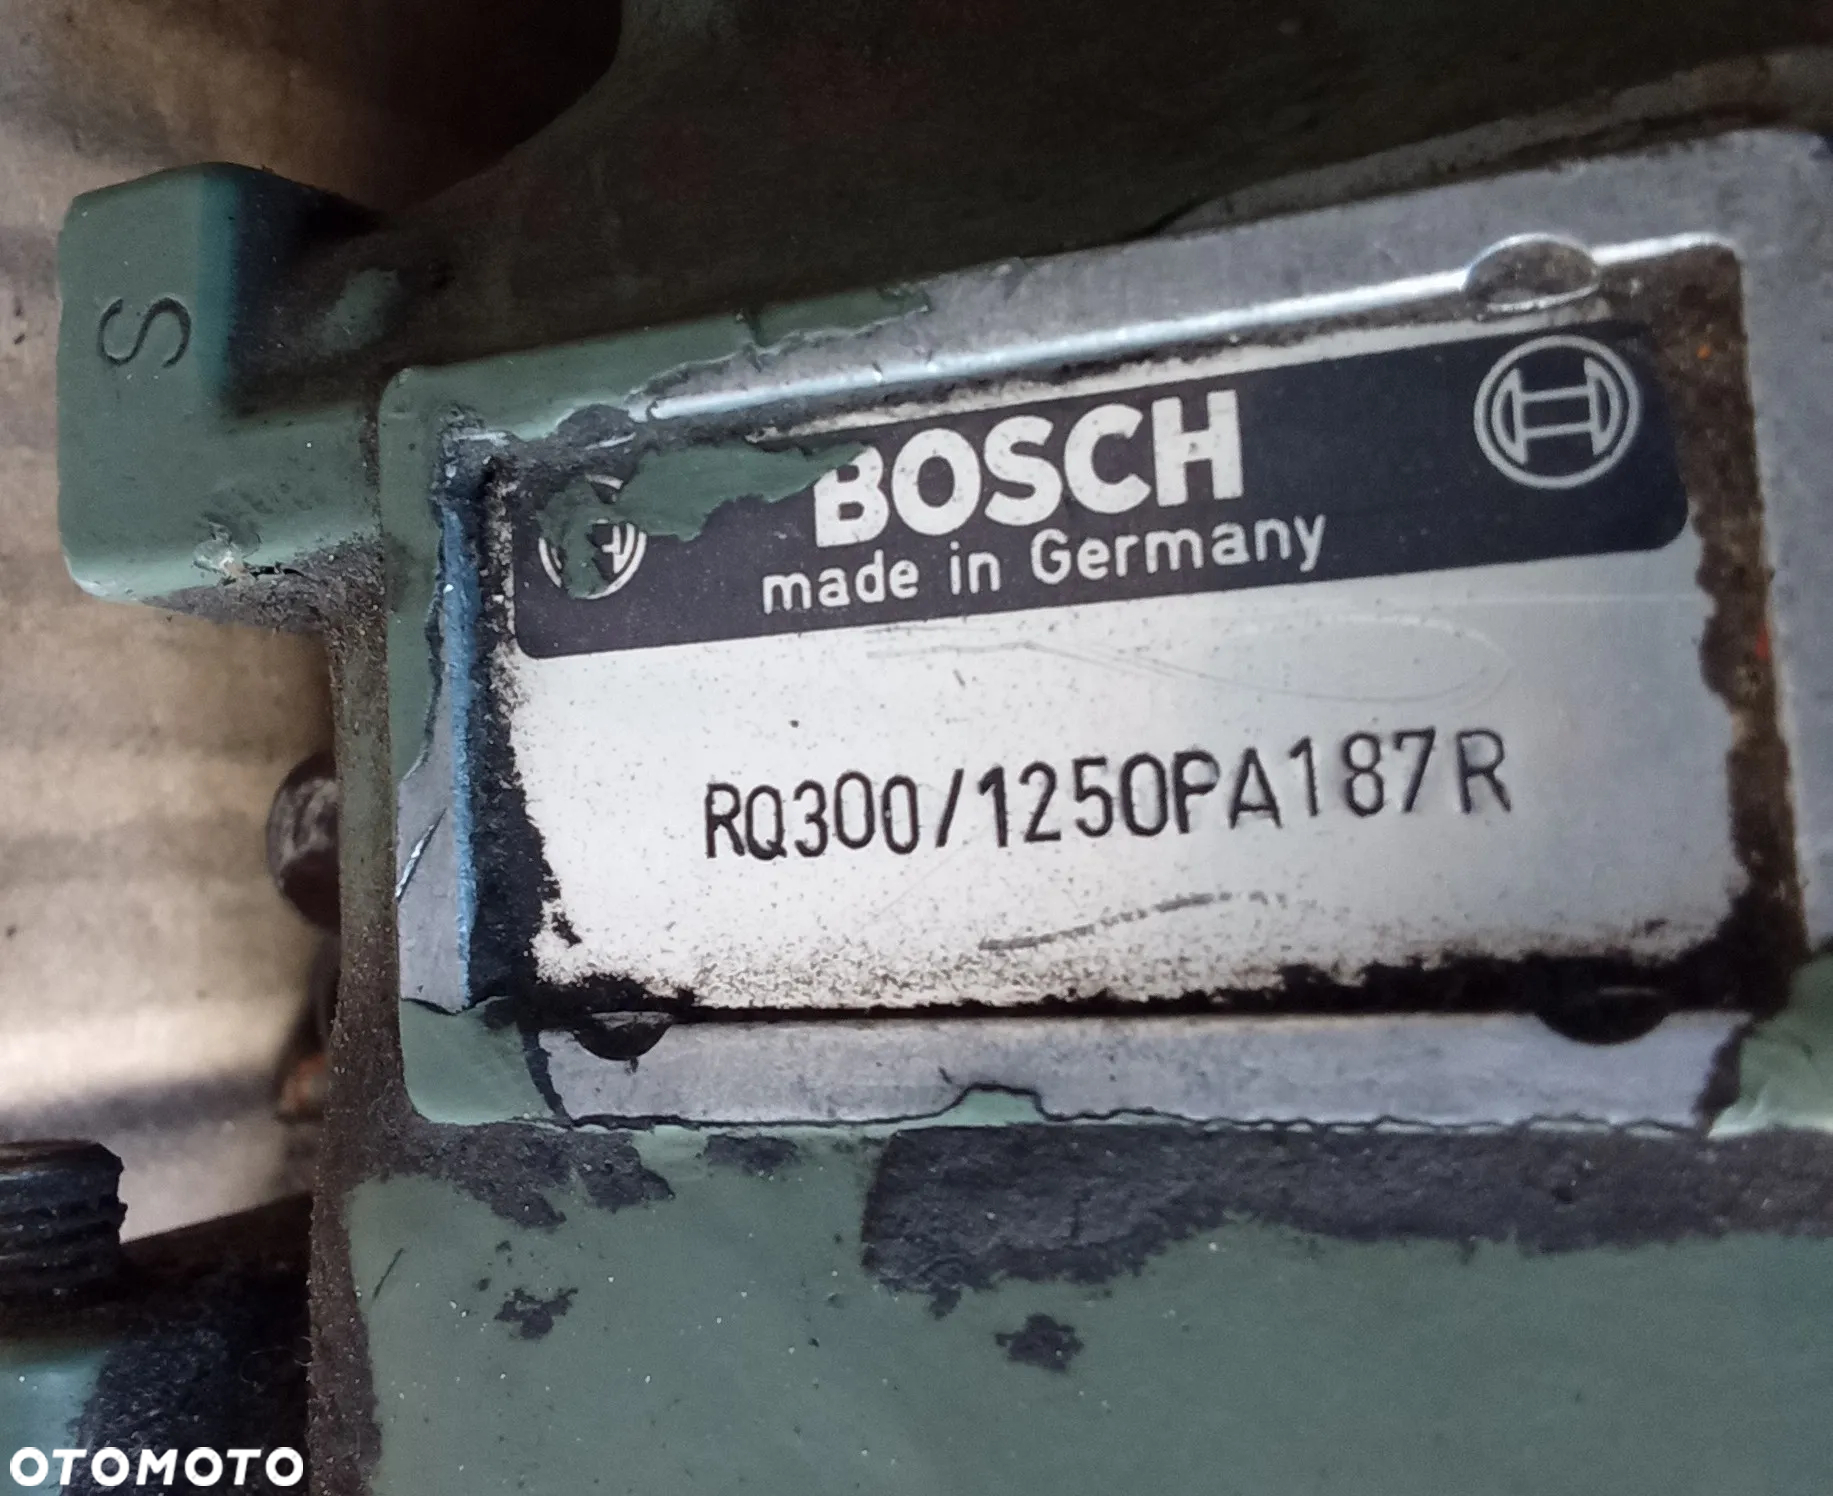 S
BOSCH
made in Germany
RQ300/1250PA187R
OTOMOTO